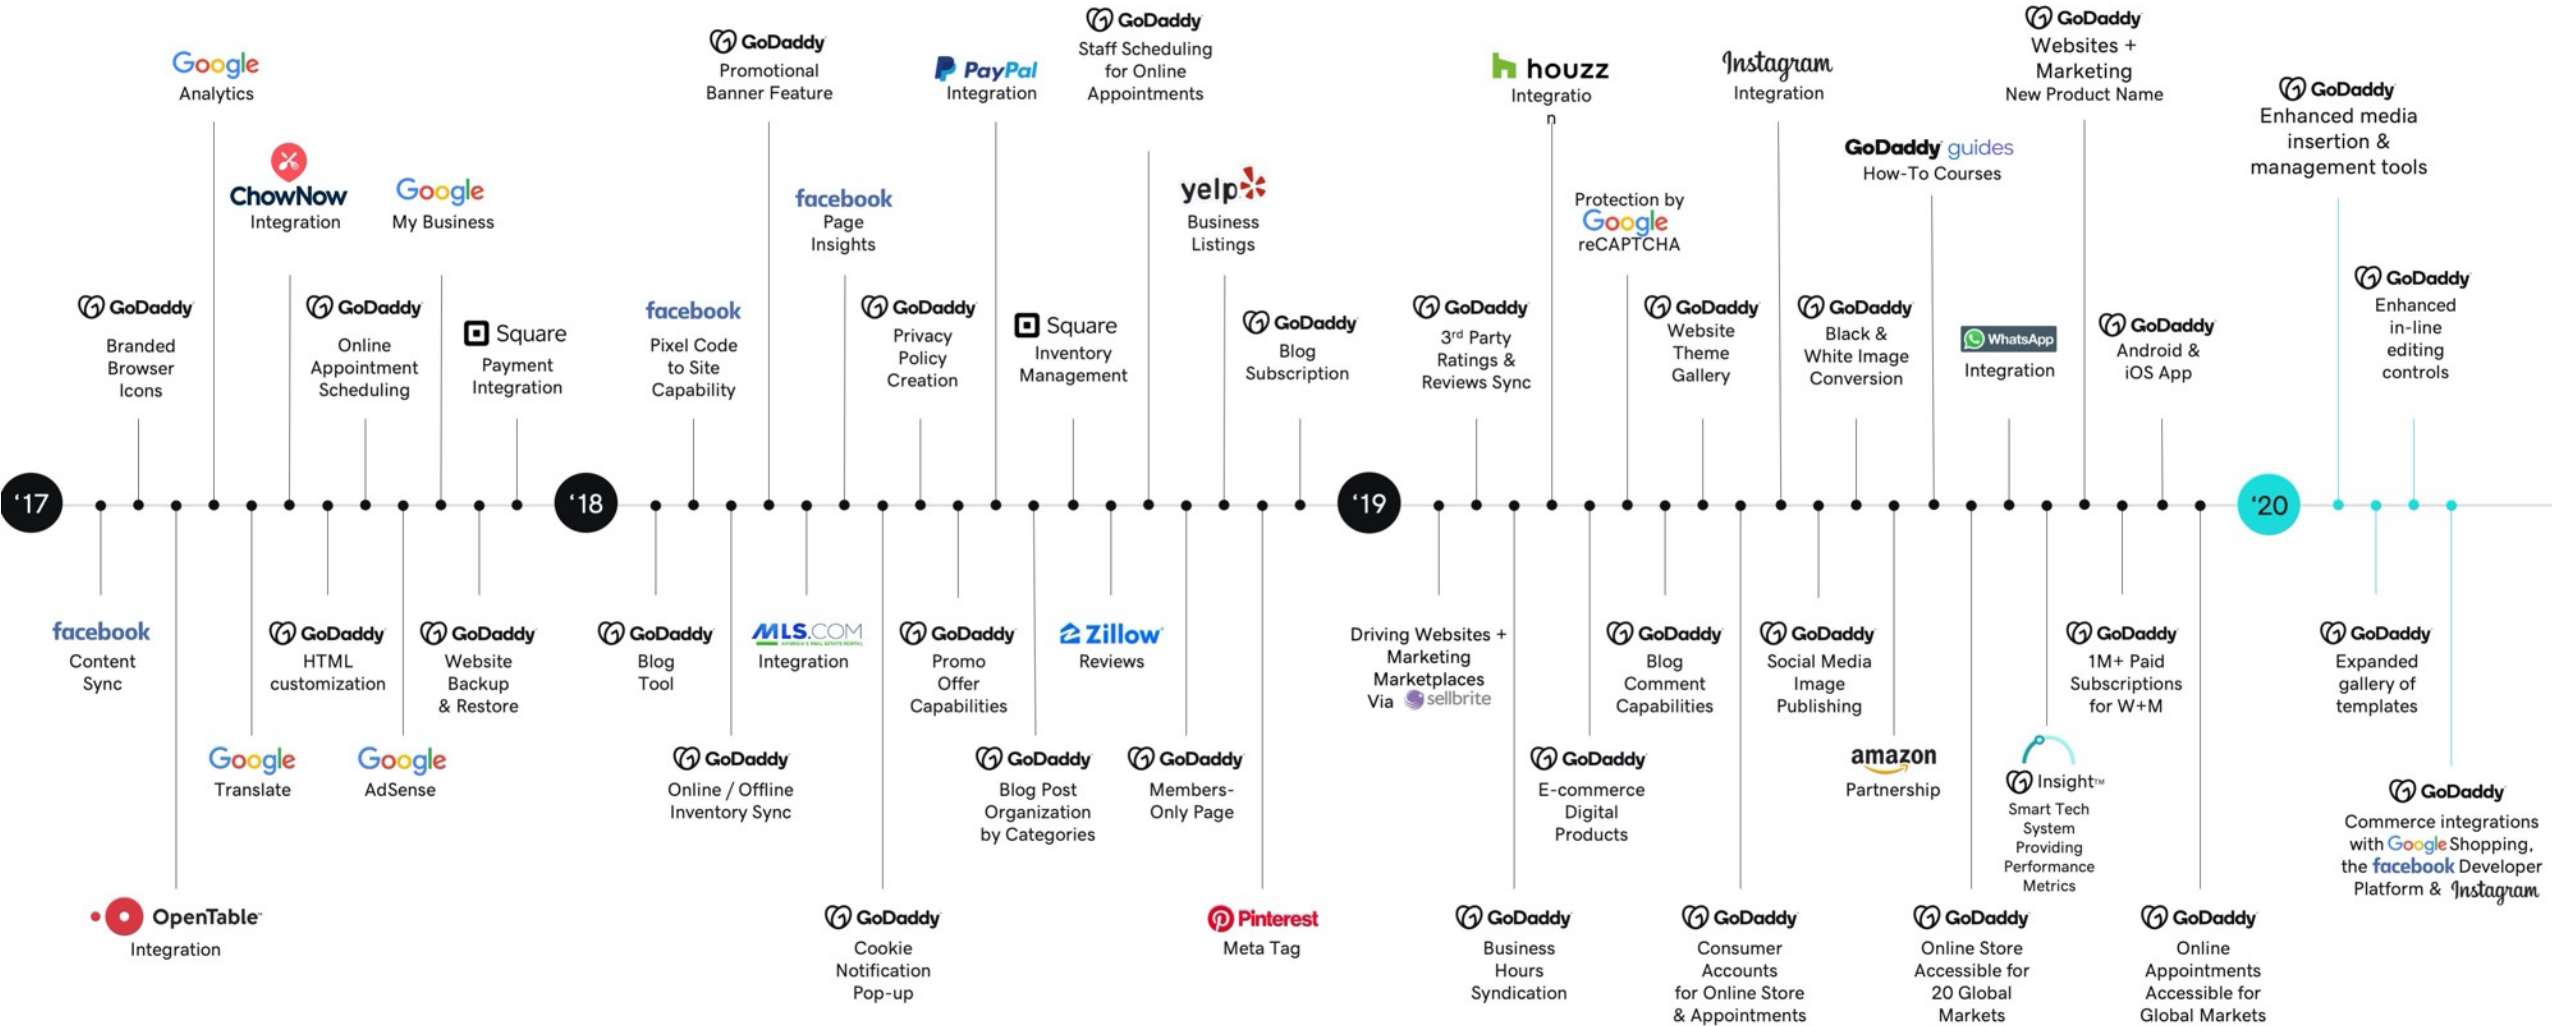 '17
facebook
Content
Sync
GoDaddy
Branded
Browser
Icons
OpenTable
Integration
Google
Analytics
Google
Translate
ChowNow
Integration
GoDaddy
HTML
customization
GoDaddy
Online
Appointment
Scheduling
Google
AdSense
Google
My Business
GoDaddy
Website
Backup
& Restore
Square
Payment
Integration
'18
GoDaddy
Blog
Tool
facebook
Pixel Code
to Site
Capability
GoDaddy
Online / Offline
Inventory Sync
GoDaddy
Promotional
Banner Feature
MLS.COM
AMERICA'S REAL ESTATE PORTAL
Integration
facebook
Page
Insights
GoDaddy
Cookie
Notification
Pop-up
GoDaddy
Privacy
Policy
Creation
GoDaddy
Promo
Offer
Capabilities
PayPal
Integration
GoDaddy
Blog Post
Organization
by Categories
Square
Inventory
Management
Zillow
Reviews
GoDaddy
Staff Scheduling
for Online
Appointments
GoDaddy
Members-
Only Page
yelp
Business
Listings
Pinterest
Meta Tag
GoDaddy
Blog
Subscription
'19
Driving Websites +
Marketing
Marketplaces
Via sellbrite
GoDaddy
3rd Party
Ratings &
Reviews Sync
GoDaddy
Business
Hours
Syndication
houzz
Integratio
n
GoDaddy
E-commerce
Digital
Products
Protection by
Google
reCAPTCHA
GoDaddy
Blog
Comment
Capabilities
GoDaddy
Website
Theme
Gallery
GoDaddy
Consumer
Accounts
for Online Store
& Appointments
Instagram
Integration
GoDaddy
Social Media
Image
Publishing
GoDaddy
Black &
White Image
Conversion
amazon
Partnership
GoDaddy guides
How-To Courses
GoDaddy
Online Store
Accessible for
20 Global
Markets
WhatsApp
Integration
Insight™
Smart Tech
System
Providing
Performance
Metrics
GoDaddy
Websites +
Marketing
New Product Name
GoDaddy
1M+ Paid
Subscriptions
for W+M
GoDaddy
Android &
iOS App
GoDaddy
Online
Appointments
Accessible for
Global Markets
'20
GoDaddy
Enhanced media
insertion &
management tools
GoDaddy
Expanded
gallery of
templates
GoDaddy
Enhanced
in-line
editing
controls
GoDaddy
Commerce integrations
with Google Shopping,
the facebook Developer
Platform & Instagram